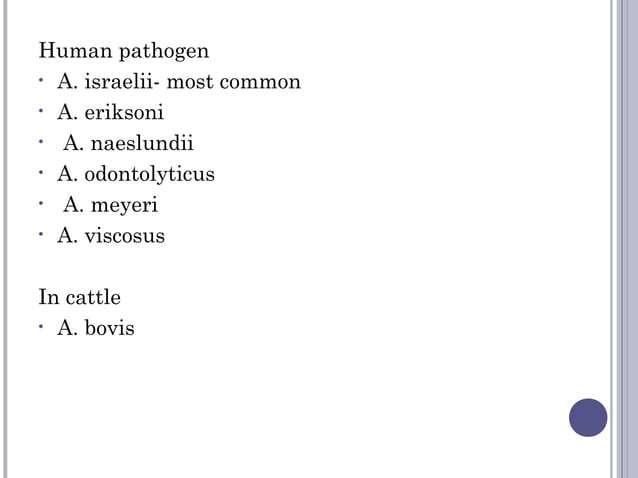 Human pathogen
• A. israelii- most common
• A. eriksoni
• A. naeslundii
• A. odontolyticus
• A. meyeri
• A. viscosus
In cattle
• A. bovis